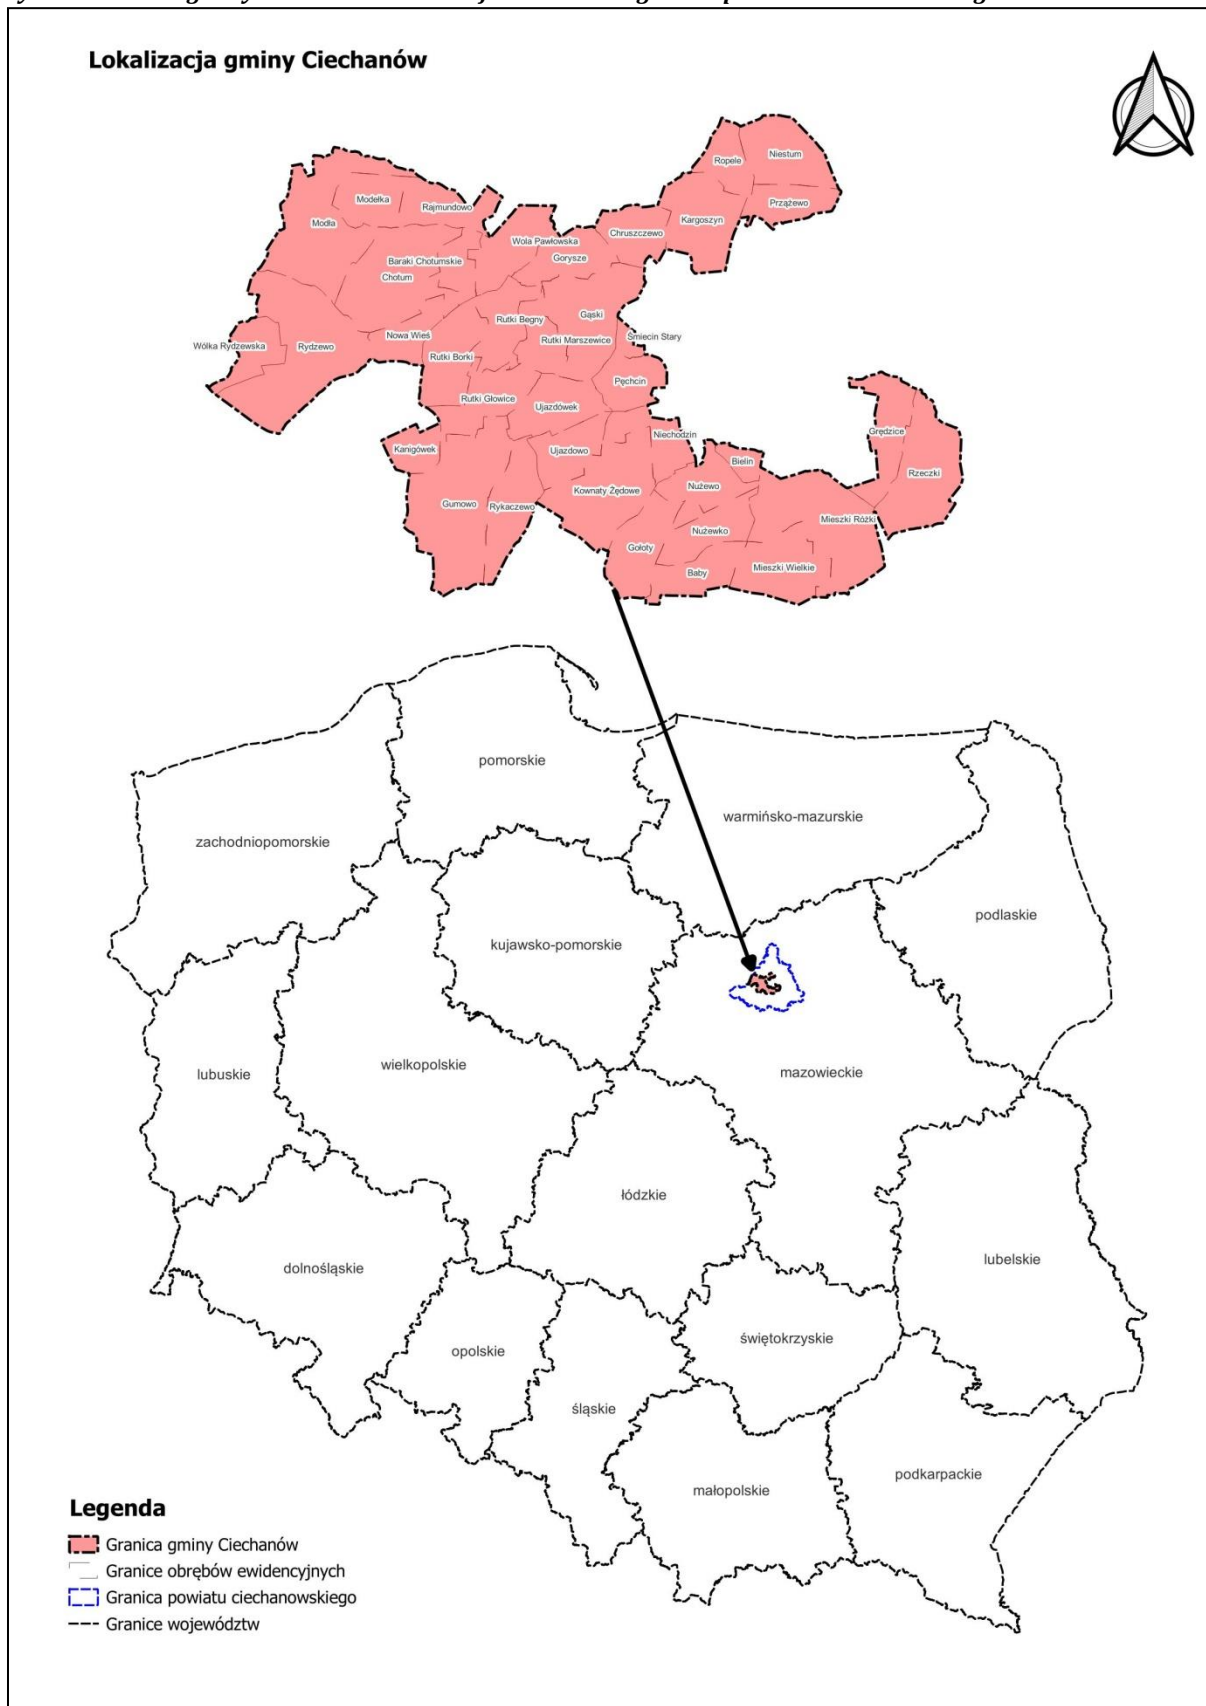 Lokalizacja gminy Ciechanów
Niestum
Ropele
Modełka
Przążewo
Rajmundowo
Kargoszyn
Modła
Chruszczewo
Wola Pawłowska
Gorysze
Baraki Chotumskie
Chotum
Gąski
Rutki Begny
Nowa Wieś
Śmiecin Stary
Rutki Marszewice
Wólka Rydzewska
Rydzewo
Rutki Borki
Pęchcin
Rutki Głowice
Ujazdówek
Grędzice
Niechodzin
Kanigówek
Ujazdowo
Bielin
Rzeczki
Nużewo
Kownaty Żędowe
Gumowo
Rykaczewo
Mieszki Różki
Nużewko
Gołoty
Mieszki Wielkie
Baby
pomorskie
warmińsko-mazurskie
zachodniopomorskie
podlaskie
kujawsko-pomorskie
wielkopolskie
mazowieckie
lubuskie
łódzkie
lubelskie
dolnośląskie
świętokrzyskie
opolskie
śląskie
podkarpackie
małopolskie
Legenda
Granica gminy Ciechanów
Granice obrębów ewidencyjnych
Granica powiatu ciechanowskiego
Granice województw